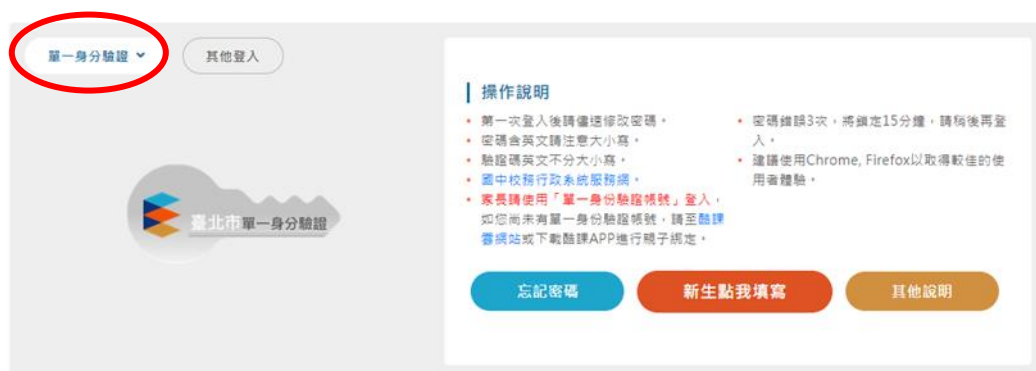 單一身分驗證
其他登入
臺北市單一身分驗證
操作說明
第一次登入後請儘速修改密碼。
密碼含英文請注意大小寫。
驗證碼英文不分大小寫。
國中校務行政系統服務網。
家長請使用「單一身份驗證帳號」登入，
如您尚未有單一身份驗證帳號，請至酷課
雲網站或下載酷課APP進行親子綁定。
密碼錯誤3次，將鎖定15分鐘，請稍後再登
入。
建議使用Chrome, Firefox以取得較佳的使
用者體驗。
忘記密碼
新生點我填寫
其他說明